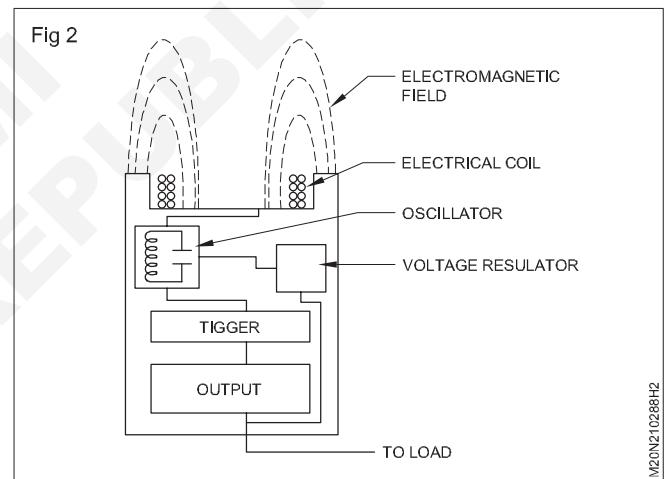 Fig 2
ELECTROMAGNETIC
FIELD
ELECTRICAL COIL
OSCILLATOR
VOLTAGE RESULATOR
TIGGER
OUTPUT
TO LOAD
M20N210288H2